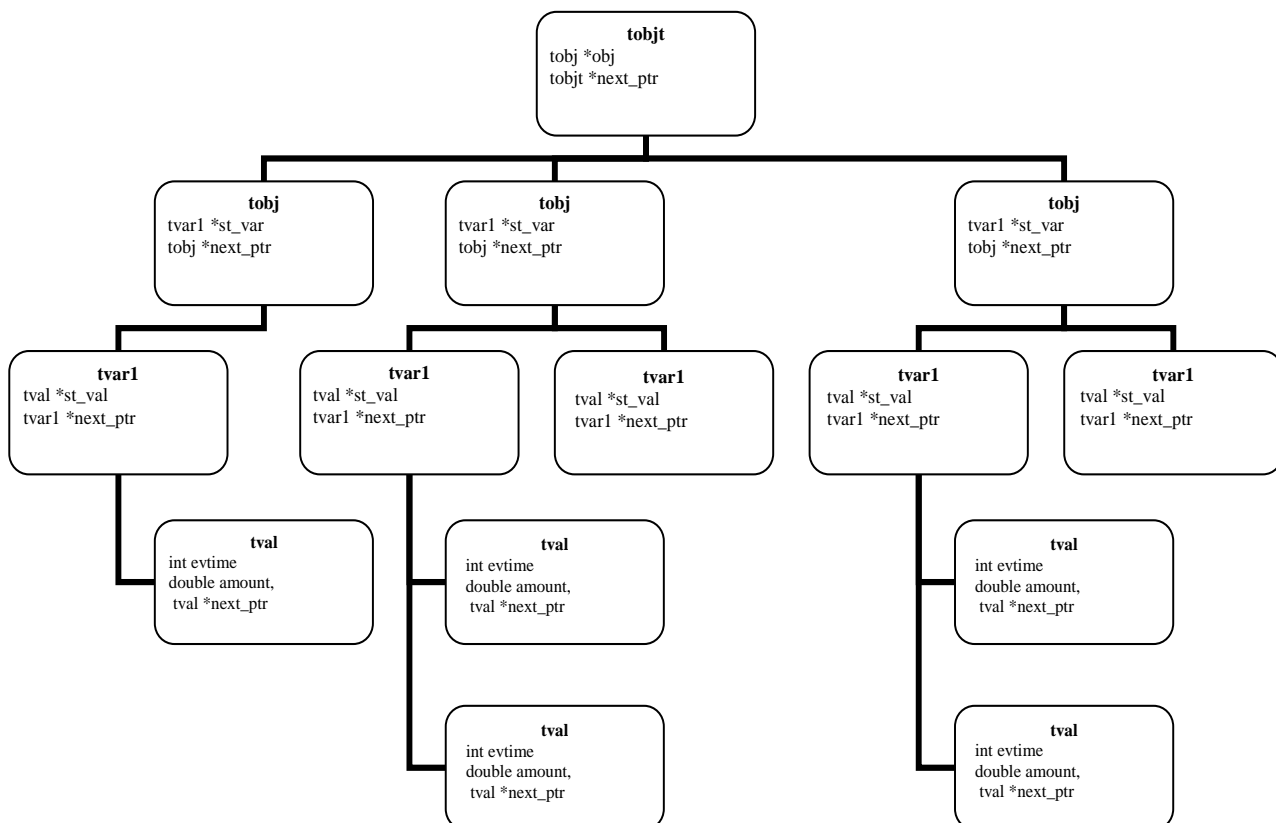 tobjt
tobj *obj
tobjt *next_ptr
tobj
tvar1 *st_var
tobj *next_ptr
tobj
tvar1 *st_var
tobj *next_ptr
tobj
tvar1 *st_var
tobj *next_ptr
tvar1
tval *st_val
tvar1 *next_ptr
tvar1
tval *st_val
tvar1 *next_ptr
tvar1
tval *st_val
tvar1 *next_ptr
tvar1
tval *st_val
tvar1 *next_ptr
tvar1
tval *st_val
tvar1 *next_ptr
tval
int evtime
double amount,
tval *next_ptr
tval
int evtime
double amount,
tval *next_ptr
tval
int evtime
double amount,
tval *next_ptr
tval
int evtime
double amount,
tval *next_ptr
tval
int evtime
double amount,
tval *next_ptr